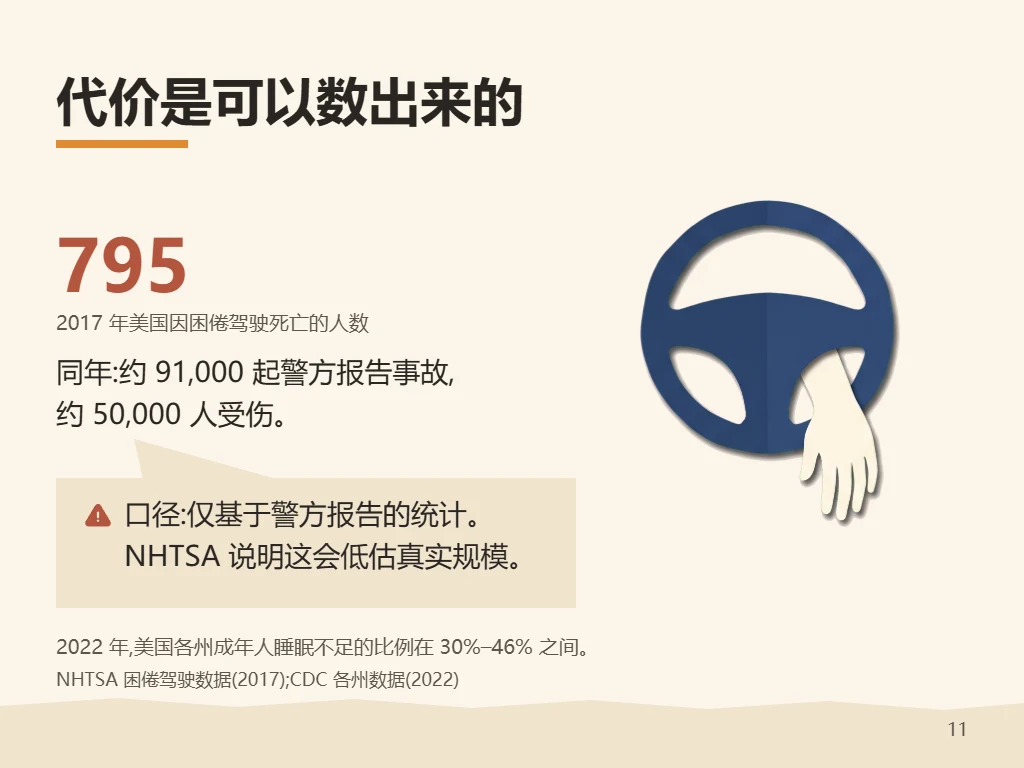 代价是可以数出来的
795
2017 年美国因困倦驾驶死亡的人数
同年:约 91,000 起警方报告事故,
约 50,000 人受伤。
口径:仅基于警方报告的统计。
NHTSA 说明这会低估真实规模。
2022 年,美国各州成年人睡眠不足的比例在 30%–46% 之间。
NHTSA 困倦驾驶数据(2017);CDC 各州数据(2022)
11